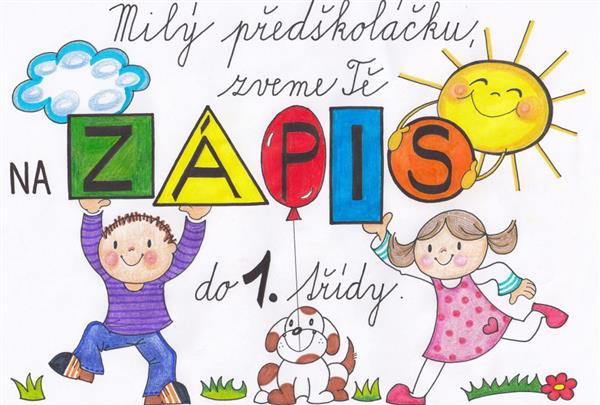 Milý předškoláčku,
zveme Tě
NA ZÁPIS
do 1. třídy.